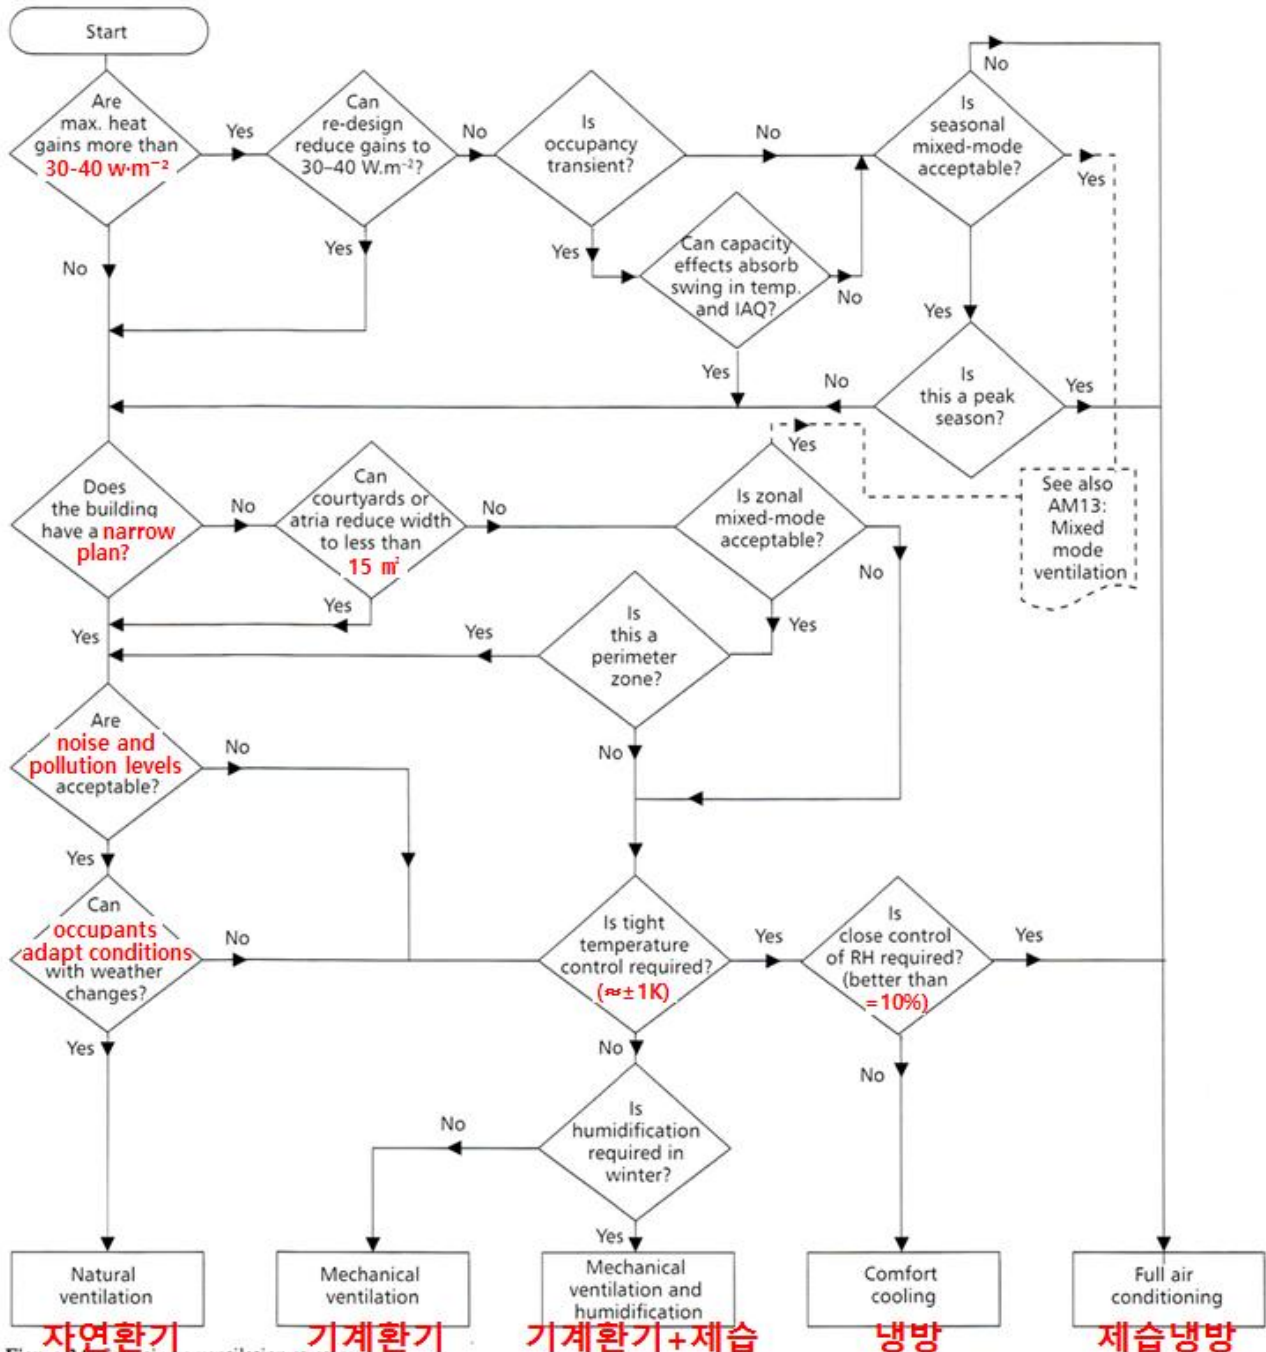 Start
Are
max. heat
gains more than
30-40 w·m⁻²
Yes
No
Can
re-design
reduce gains to
30–40 W.m⁻²?
No
Yes
Is
occupancy
transient?
No
Yes
Can capacity
effects absorb
swing in temp.
and IAQ?
No
Yes
Is
seasonal
mixed-mode
acceptable?
No
Yes
Yes
Is
this a peak
season?
No
Yes
See also
AM13:
Mixed
mode
ventilation
Does
the building
have a narrow
plan?
No
Yes
Can
courtyards or
atria reduce width
to less than
15 ㎡
No
Yes
Is zonal
mixed-mode
acceptable?
Yes
No
Yes
Is
this a
perimeter
zone?
Yes
No
Are
noise and
pollution levels
acceptable?
No
Yes
Can
occupants
adapt conditions
with weather
changes?
No
Yes
Is tight
temperature
control required?
(≈±1K)
Yes
No
Is
close control
of RH required?
(better than
=10%)
Yes
No
Is
humidification
required in
winter?
No
Yes
Natural
ventilation
자연환기
Mechanical
ventilation
기계환기
Mechanical
ventilation and
humidification
기계환기+제습
Comfort
cooling
냉방
Full air
conditioning
제습냉방